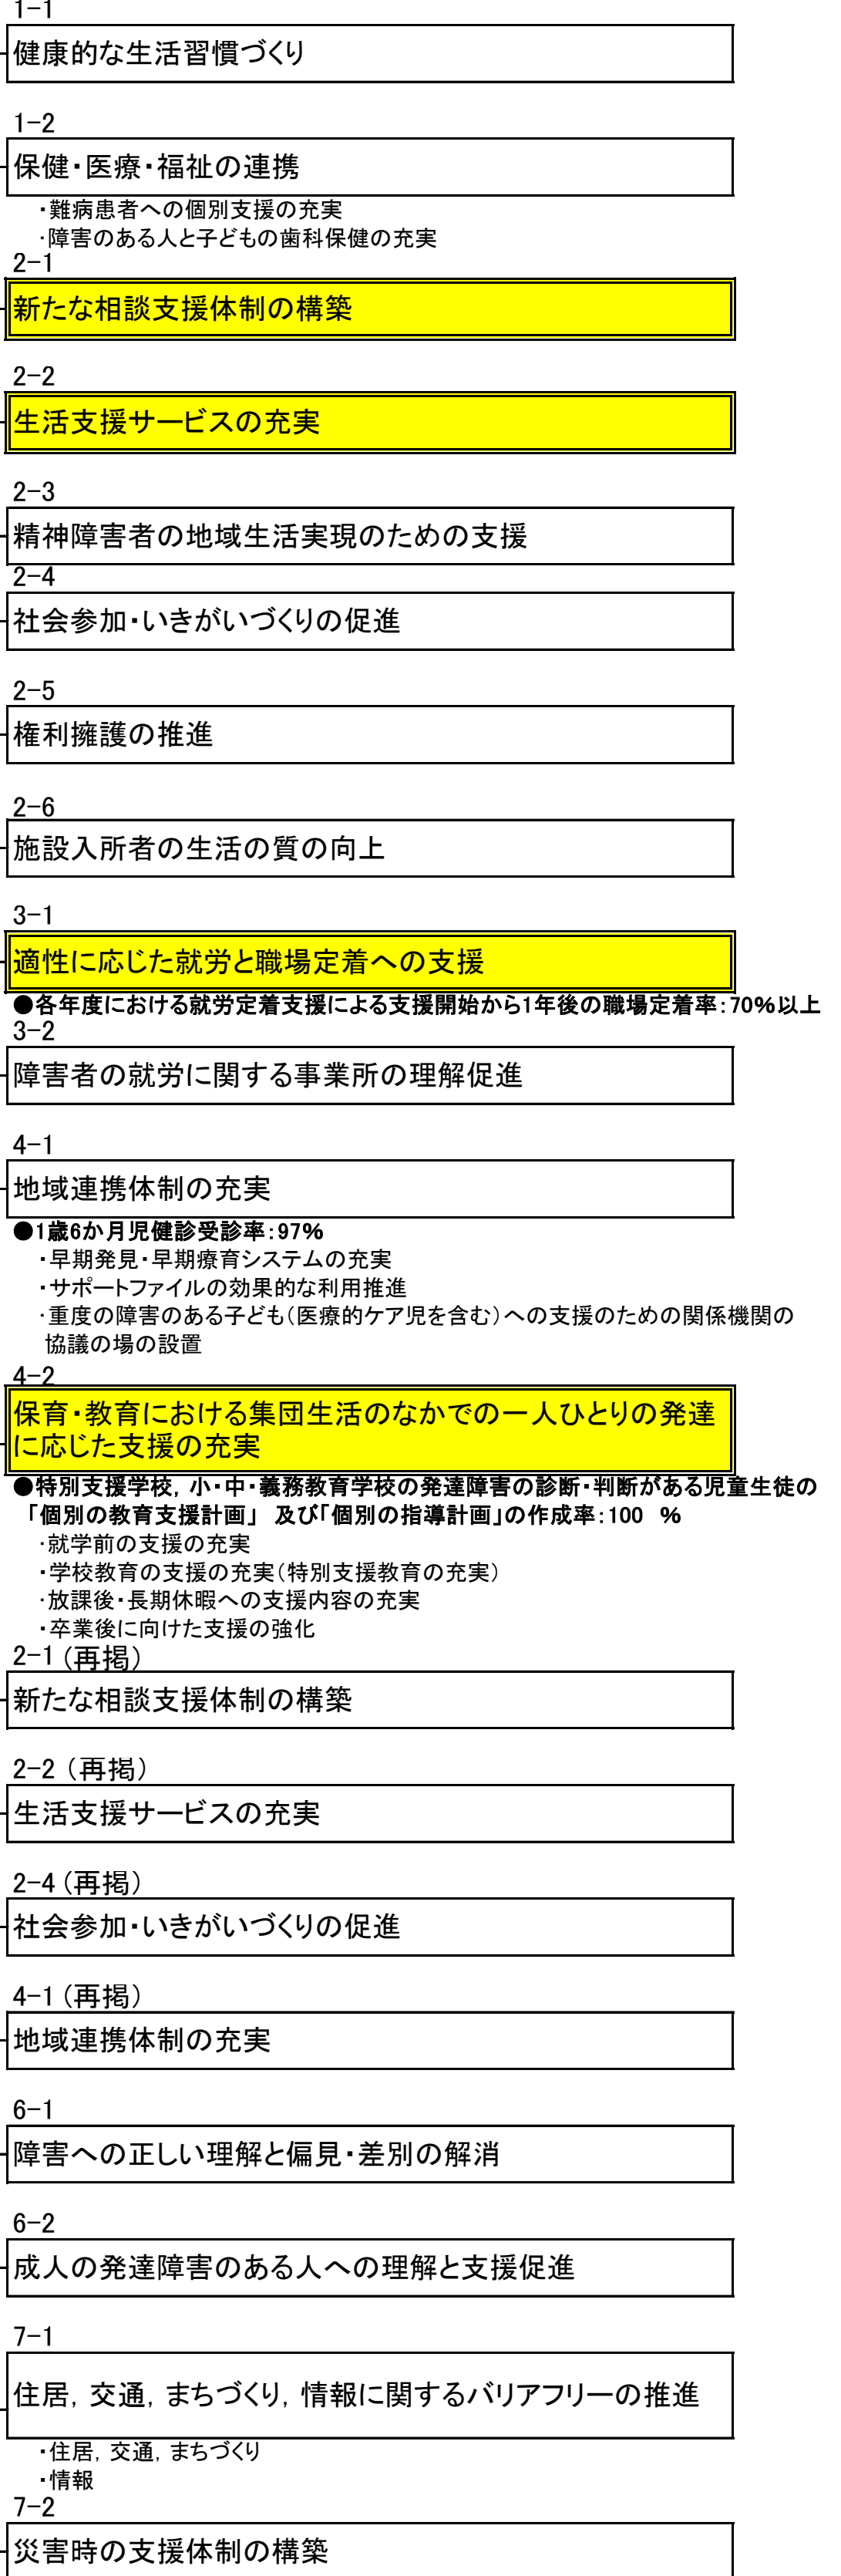 1-1
健康的な生活習慣づくり
1-2
保健・医療・福祉の連携
・難病患者への個別支援の充実
・障害のある人と子どもの歯科保健の充実
2-1
新たな相談支援体制の構築
2-2
生活支援サービスの充実
2-3
精神障害者の地域生活実現のための支援
2-4
社会参加・いきがいづくりの促進
2-5
権利擁護の推進
2-6
施設入所者の生活の質の向上
3-1
適性に応じた就労と職場定着への支援
●各年度における就労定着支援による支援開始から1年後の職場定着率：70％以上
3-2
障害者の就労に関する事業所の理解促進
4-1
地域連携体制の充実
●1歳6か月児健診受診率：97％
・早期発見・早期療育システムの充実
・サポートファイルの効果的な利用推進
・重度の障害のある子ども（医療的ケア児を含む）への支援のための関係機関の
協議の場の設置
4-2
保育・教育における集団生活のなかでの一人ひとりの発達
に応じた支援の充実
●特別支援学校，小・中・義務教育学校の発達障害の診断・判断がある児童生徒の
「個別の教育支援計画」 及び「個別の指導計画」の作成率：100　％
・就学前の支援の充実
・学校教育の支援の充実（特別支援教育の充実）
・放課後・長期休暇への支援内容の充実
・卒業後に向けた支援の強化
2-1（再掲）
新たな相談支援体制の構築
2-2（再掲）
生活支援サービスの充実
2-4（再掲）
社会参加・いきがいづくりの促進
4-1（再掲）
地域連携体制の充実
6-1
障害への正しい理解と偏見・差別の解消
6-2
成人の発達障害のある人への理解と支援促進
7-1
住居，交通，まちづくり，情報に関するバリアフリーの推進
・住居，交通，まちづくり
・情報
7-2
災害時の支援体制の構築